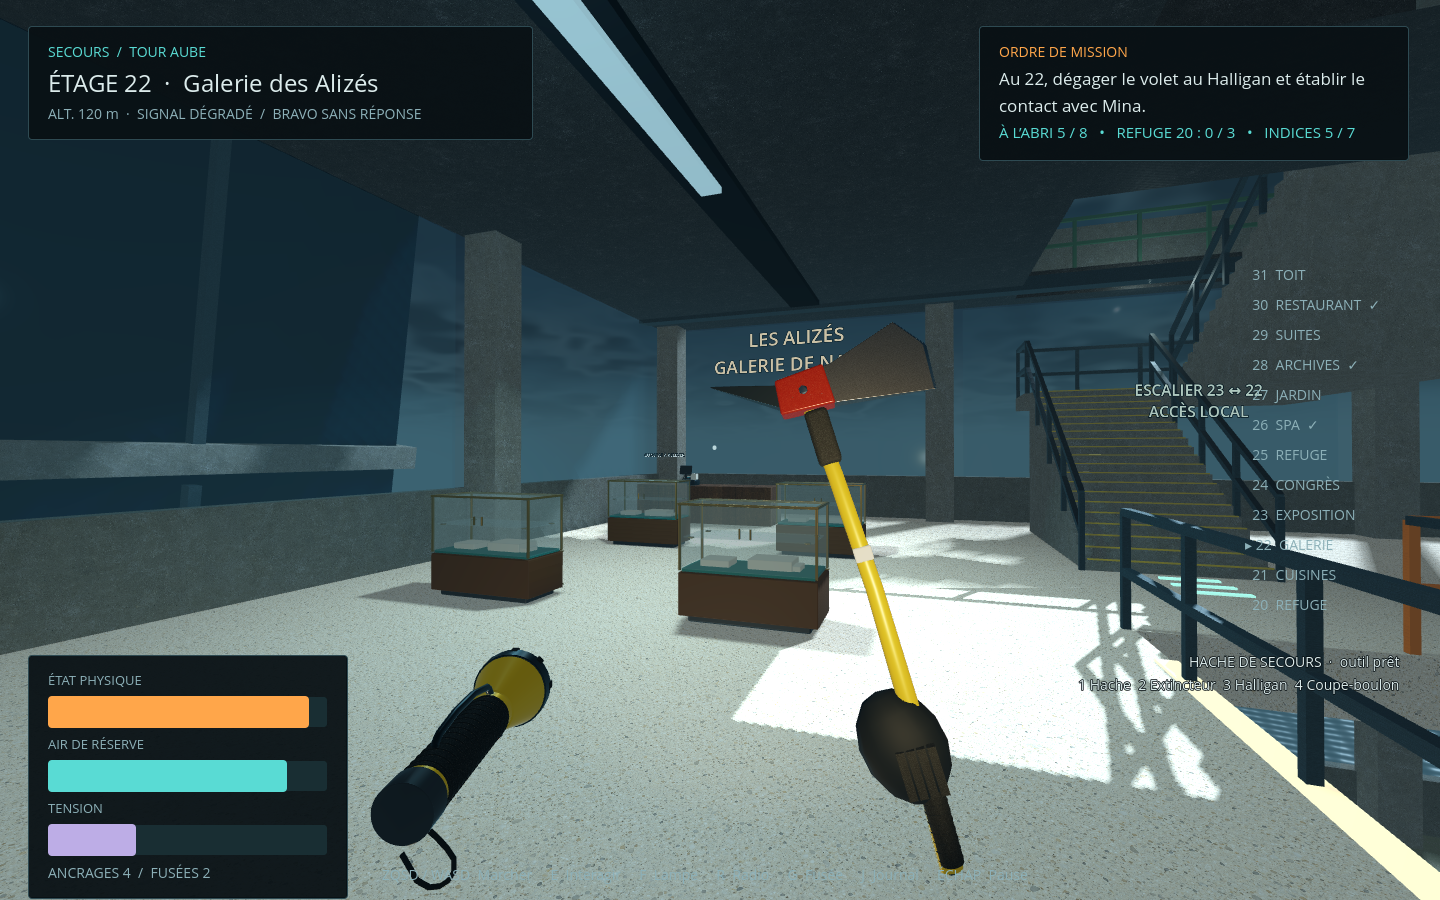 SECOURS / TOUR AUBE
ÉTAGE 22 · Galerie des Alizés
ALT. 120 m · SIGNAL DÉGRADÉ / BRAVO SANS RÉPONSE
ORDRE DE MISSION
Au 22, dégager le volet au Halligan et établir le
contact avec Mina.
À L'ABRI 5 / 8 • REFUGE 20 : 0 / 3 • INDICES 5 / 7
LES ALIZÉS
GALERIE DE
ESCALIER 23 ↔ 22
ACCÈS LOCAL
31 TOIT
30 RESTAURANT ✓
29 SUITES
28 ARCHIVES ✓
27 JARDIN
26 SPA ✓
25 REFUGE
24 CONGRÈS
23 EXPOSITION
▸ 22 GALERIE
21 CUISINES
20 REFUGE
HACHE DE SECOURS · outil prêt
1 Hache 2 Extincteur 3 Halligan 4 Coupe-boulon
ÉTAT PHYSIQUE
AIR DE RÉSERVE
TENSION
ANCRAGES 4 / FUSÉES 2